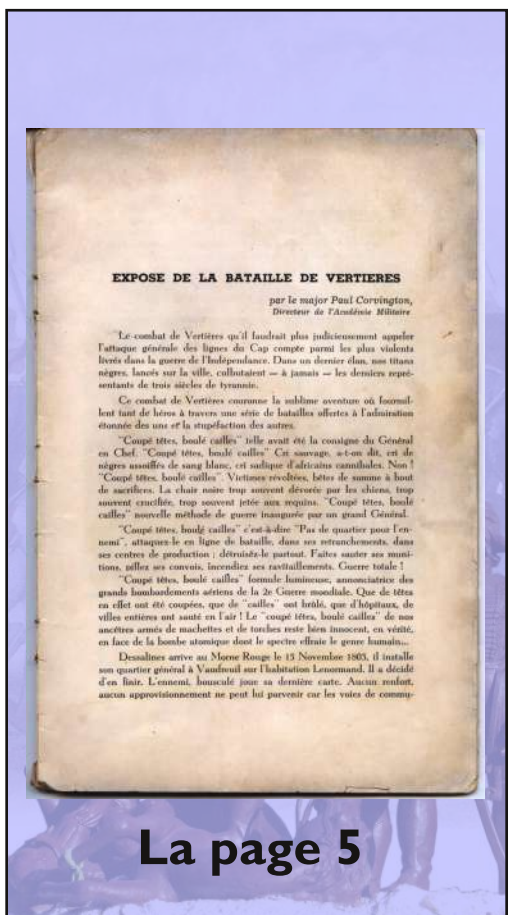 EXPOSE DE LA BATAILLE DE VERTIERES
par le major Paul Corvington,
Directeur de l'Académie Militaire
"Le combat de Vertières qu'il faudrait plus judicieusement appeler
l'attaque générale des lignes du Cap compte parmi les plus violents
livrés dans la guerre de l'Indépendance. Dans un dernier élan, nos titans
nègres, lancés sur la ville, culbutaient — à jamais — les derniers repré-
sentants de trois siècles de tyrannie.
Ce combat de Vertières couronne la sublime aventure où fourmil-
lent tant de héros à travers une série de batailles offertes à l'admiration
étonnée des uns et la stupéfaction des autres.
"Coupé têtes, boulé cailles" telle avait été la consigne du Général
en Chef. "Coupé têtes, boulé cailles" Cri sauvage, a-t-on dit, cri de
nègres assoiffés de sang blanc, cri sadique d'africains cannibales. Non !
"Coupé têtes, boulé cailles". Victimes révoltées, bêtes de somme à bout
de sacrifices. La chair noire trop souvent dévorée par les chiens, trop
souvent crucifiée, trop souvent jetée aux requins. "Coupé têtes, boulé
cailles" nouvelle méthode de guerre inaugurée par un grand Général.
"Coupé têtes, boulé cailles" c'est-à-dire "Pas de quartier pour l'en-
nemi", attaquez-le en ligne de bataille, dans ses retranchements, dans
ses centres de production ; détruisez-le partout. Faites sauter ses muni-
tions, pillez ses convois, incendiez ses ravitaillements. Guerre totale !
"Coupé têtes, boulé cailles" formule lumineuse, annonciatrice des
grands bombardements aériens de la 2e Guerre mondiale. Que de têtes
en effet ont été coupées, que de "cailles" ont brûlé, que d'hôpitaux, de
villes entières ont sauté en l'air ! Le "coupé têtes, boulé cailles" de nos
ancêtres armés de machettes et de torches reste bien innocent, en vérité,
en face de la bombe atomique dont le spectre effraie le genre humain...
Dessalines arrive au Morne Rouge le 15 Novembre 1803, il installe
son quartier général à Vaudreuil sur l'habitation Lenormand. Il a décidé
d'en finir. L'ennemi, bousculé joue sa dernière carte. Aucun renfort,
aucun approvisionnement ne peut lui parvenir car les voies de commu-
La page 5